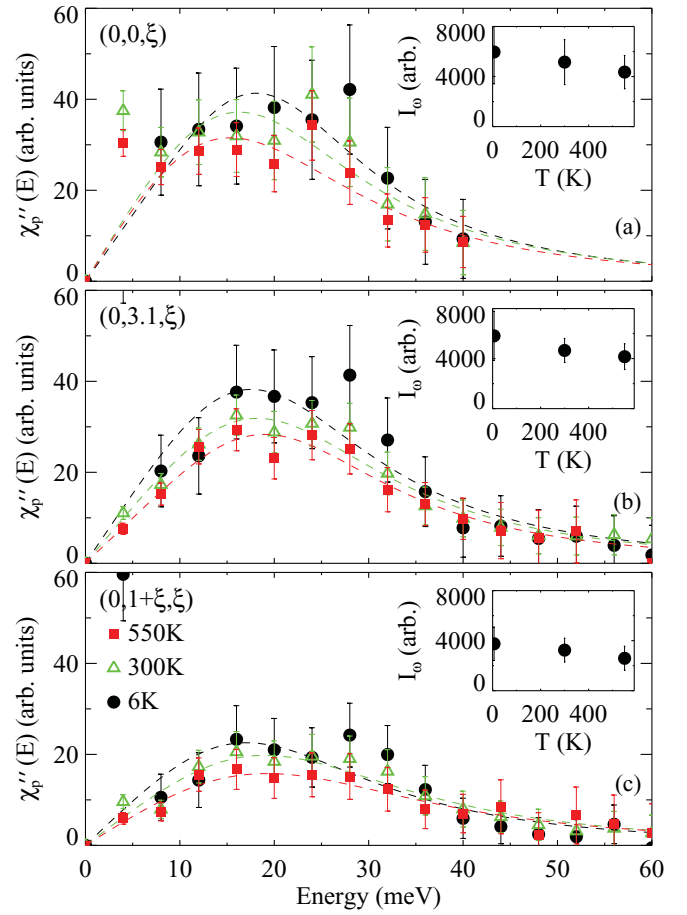 60
(0,0,ξ)
8000
4000
0
I_ω (arb.)
0 200 400
T (K)
40
20
0
χ_p'' (E) (arb. units)
(a)
60
(0,3.1,ξ)
8000
4000
0
I_ω (arb.)
0 200 400
T (K)
40
20
0
χ_p'' (E) (arb. units)
(b)
60
(0,1+ξ,ξ)
8000
4000
0
I_ω (arb.)
0 200 400
T (K)
550K
300K
6K
40
20
0
χ_p'' (E) (arb. units)
(c)
0 10 20 30 40 50 60
Energy (meV)